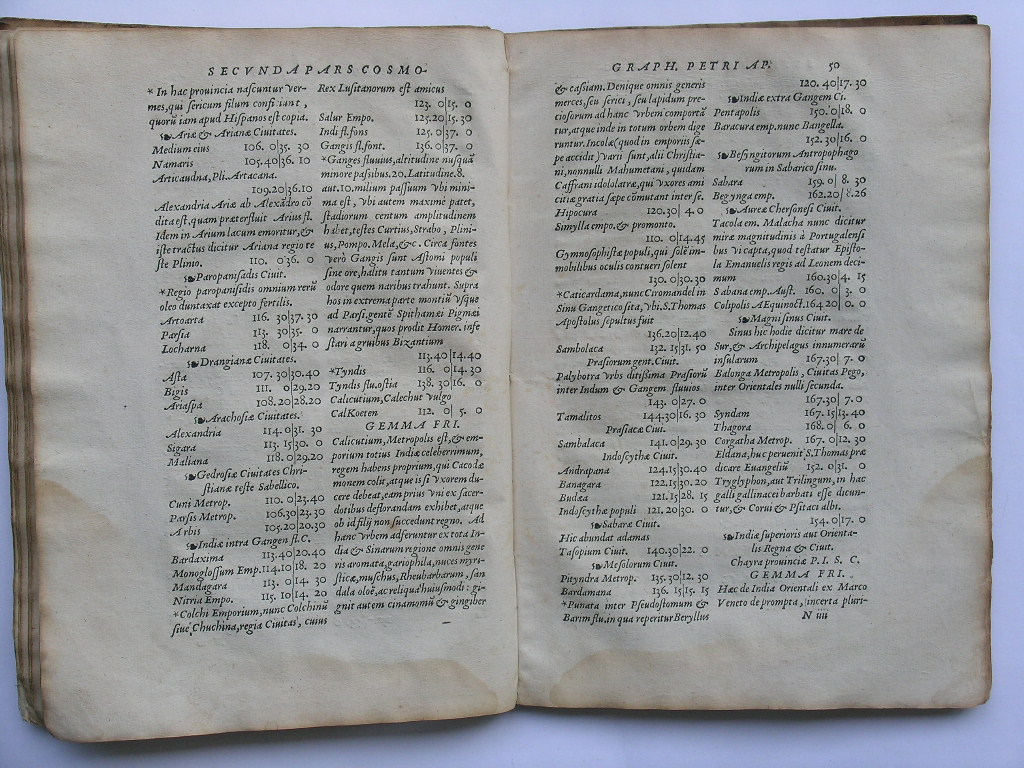 SECVNDA PARS COSMO-
* In hac prouincia nascuntur Ver-
mes, qui sericum filum conficiant,
quorũ iam apud Hispanos est copia.
Ariæ & Arianæ Ciuitates.
Medium eius 106. 0|35. 30
Namaris 105.40|36. 10
Articaudna, Pli. Artacana.
109.20|36.10
Alexandria Ariæ ab Alexãdro cõ
dita est, quam præterfluit Arius fl.
Idem in Arium lacum emoritur, &
iste tractus dicitur Ariana regio te
ste Plinio. 110. 0|36. 0
Paropanisadis Ciuit.
*Regio paropanisidis omnium rerũ
oleo duntaxat excepto fertilis.
Artoarta 116. 30|37. 30
Parsia 113. 30|35. 0
Locharna 118. 0|34. 0
Drangianæ Ciuitates.
Asta 107. 30|30.40
Bigis 111. 0|29.20
Ariaspa 108.20|28.20
Arachosiæ Ciuitates.
Alexandria 114. 0|31. 30
Sigara 113. 15|30. 0
Maliana 118. 0|29.20
Gedrosiæ Ciuitates Chri-
stianæ teste Sabellico.
Cuni Metrop. 110. 0|23.40
Parsis Metrop. 106.30|23.30
Arbis 105.20|20.30
Indiæ intra Gangen fl. C.
Bardaxima 113.40|20.40
Monoglossum Emp. 114.10|18. 20
Mandagara 113. 0|14. 30
Nitria Emp. 115. 10|14. 20
*Colchi Emporium, nunc Colchinũ
siue Chuchina, regia Ciuitas, cuius
Rex Lusitanorum est amicus
123. 0|15. 0
Salur Empo. 125.20|15. 30
Indi fl. fons 125. 0|37. 0
Gangis fl. font. 136. 0|37. 0
*Ganges fluuius, altitudine nusquã
minore passibus. 20. Latitudine. 8.
aut. 10. milium passuum Vbi mini-
ma est, Vbi autem maxime patet,
stadiorum centum amplitudinem
habet, testes Curtius, Strabo, Plini-
us, Pompo. Mela, &c. Circa fontes
Verò Gangis sunt Astomi populi
sine ore, halitu tantum Viuentes &
odore quem naribus trahunt. Supra
hos in extrema parte montiũ Vsque
ad Parsi. gentē Spithamei Pigmei
narrantur, quos prodit Homer. infe
stari a gruibus Bizantium
113.40|14.40
*Tyndis 116. 0|14. 30
Tyndis flu. ostia 138. 30|16. 0
Calicutium, Calechut Vulgo
CalKoeten 112. 0|5. 0
GEMMA FRI.
Calicutium, Metropolis est, & em-
porium totius Indiæ celeberrimum,
regem habens proprium, qui Cacodæ
monem colit, atque is si Vxorem du-
cere debeat, eam prius Vni ex sacer-
dotibus deflorandam exhibet, atque
ob id filij non succedunt regno. Ad
hanc Vrbem adferuntur ex tota In-
dia & Sinarum regione omnis gene
ris aromata, gariophila, nuces myri-
sticæ, muschus, Rheubarbarum, san
dala oloë, ac reliqua huiusmodi: gi-
gnit autem cinamomũ & gingiber
GRAPH. PETRI AP. 50
& casiam. Denique omnis generis
merces, seu serici, seu lapidum pre-
ciosorum ad hanc Vrbem comportã
tur, atque inde in totum orbem dige
runtur. Incolæ (quod in emporiis sæ-
pe accidit) Varii sunt, alii Christia-
ni, nonnulli Mahumetani, quidam
Caffrani idololatræ, qui Vxores ami
citiæ gratia sæpe cõmutant inter se.
Hipocura 120.30|4. 0
Simylla empo. & promonto.
110. 0|14.45
Gymnosophistæ populi, qui solē im-
mobilibus oculis contueri solent
130. 0|30.30
*Caticardama, nunc Ciromandel in
Sinu Gangetico sita, Vbi, S. Thomas
Apostolus sepultus fuit
136.20|12.40
Sambolaca 132. 15|31. 50
Prasiorum gent. Ciuit.
Palybotra Vrbs ditissima Prasiorũ
inter Indum & Gangem fluuios
143. 0|27. 0
Tamalitos 144.30|16. 30
Prasiacæ Ciui.
Sambalaca 141. 0|29. 30
Indoscythæ Ciuit.
Andrapana 124.15|30.40
Banagara 122.15|30. 20
Budæa 121.15|28. 15
Indoscythæ populi 121.20|30. 0
Sabaræ Ciuit.
Hic abundat adamas
Tasopium Ciuit. 140.30|22. 0
Mesolorum Ciuit.
Pityndra Metrop. 135.30|12. 30
Bardamana 136. 15|15. 15
*Punata inter Pseudostomum &
Barim flu. in qua reperitur Beryllus
120. 40|17. 30
Indiæ extra Gangem Ci.
Pentapolis 150. 0|18. 0
Baracura emp. nunc Bangella.
152.30|16. 0
Besyngitorum Antropophago
rum in Sabarico sinu.
Sabara 159. 0|8. 30
Begynga emp. 162.20|8.26
Aureæ Chersonesi Ciuit.
Tacola em. Malacha nunc dicitur
miræ magnitudinis à Portugalensi
bus Vi capta, quod testatur Episto-
la Emanuelis regis ad Leonem deci-
mum 160.30|4. 15
Sabana emp. Aust. 160. 0|3. 0
Colipolis AEquinoct. 164 20|0. 0
Magni sinus Ciuit.
Sinus hic hodie dicitur mare de
Sur, & Archipelagus innumerarũ
insularum 167.30|7. 0
Balonga Metropolis, Ciuitas Pego,
inter Orientales nulli secunda.
167.30|7. 0
Syndam 167. 15|13.40
Thagora 168. 0|6. 0
Corgatha Metrop. 167. 0|12. 30
Eldana, huc peruenit S. Thomas præ
dicare Euangeliũ 152. 0|31. 0
Tryglyphon, aut Trilingum, in hac
galli gallinacei barbati esse dicun-
tur, & Corui & Psitaci albi.
154. 0|17. 0
Indiæ superioris aut Orienta-
lis Regna & Ciuit.
Chayra prouinciæ P. I. S. C.
GEMMA FRI.
Hæc de India Orientali ex Marco
Veneto deprompta, incerta pluri-
N iiii